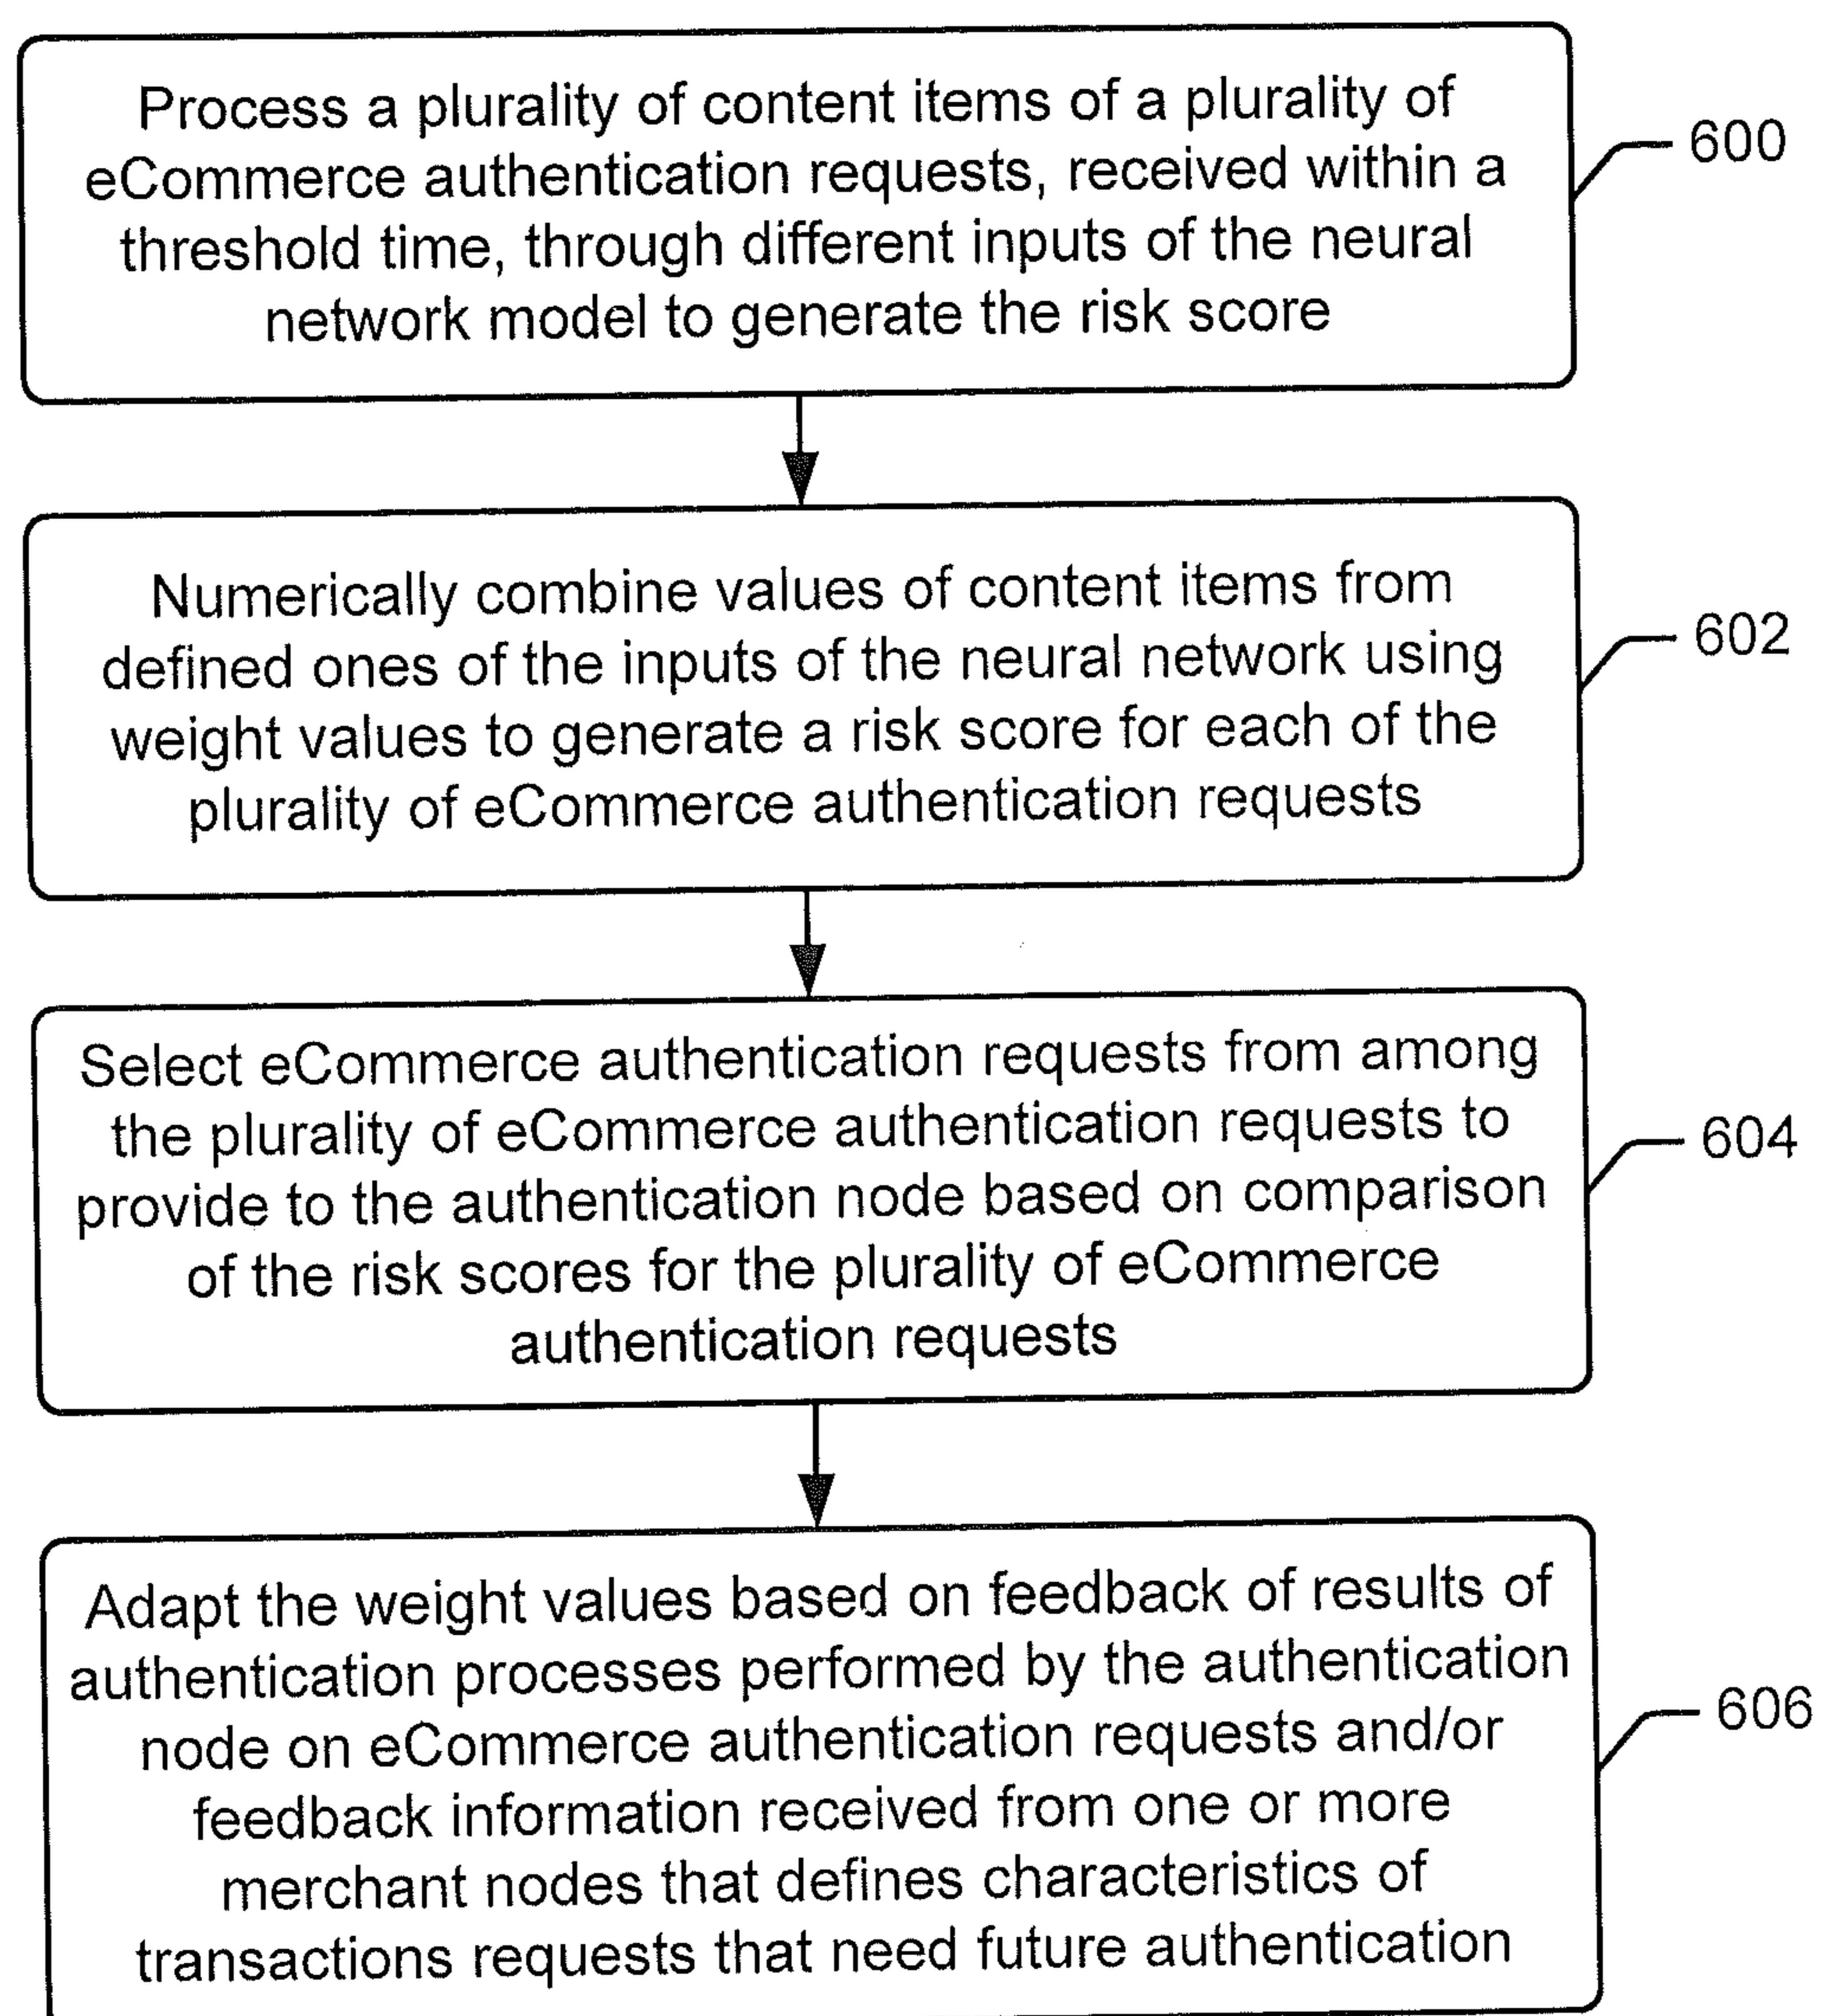 Process a plurality of content items of a plurality of
eCommerce authentication requests, received within a
threshold time, through different inputs of the neural
network model to generate the risk score
600
Numerically combine values of content items from
defined ones of the inputs of the neural network using
weight values to generate a risk score for each of the
plurality of eCommerce authentication requests
602
Select eCommerce authentication requests from among
the plurality of eCommerce authentication requests to
provide to the authentication node based on comparison
of the risk scores for the plurality of eCommerce
authentication requests
604
Adapt the weight values based on feedback of results of
authentication processes performed by the authentication
node on eCommerce authentication requests and/or
feedback information received from one or more
merchant nodes that defines characteristics of
transactions requests that need future authentication
606